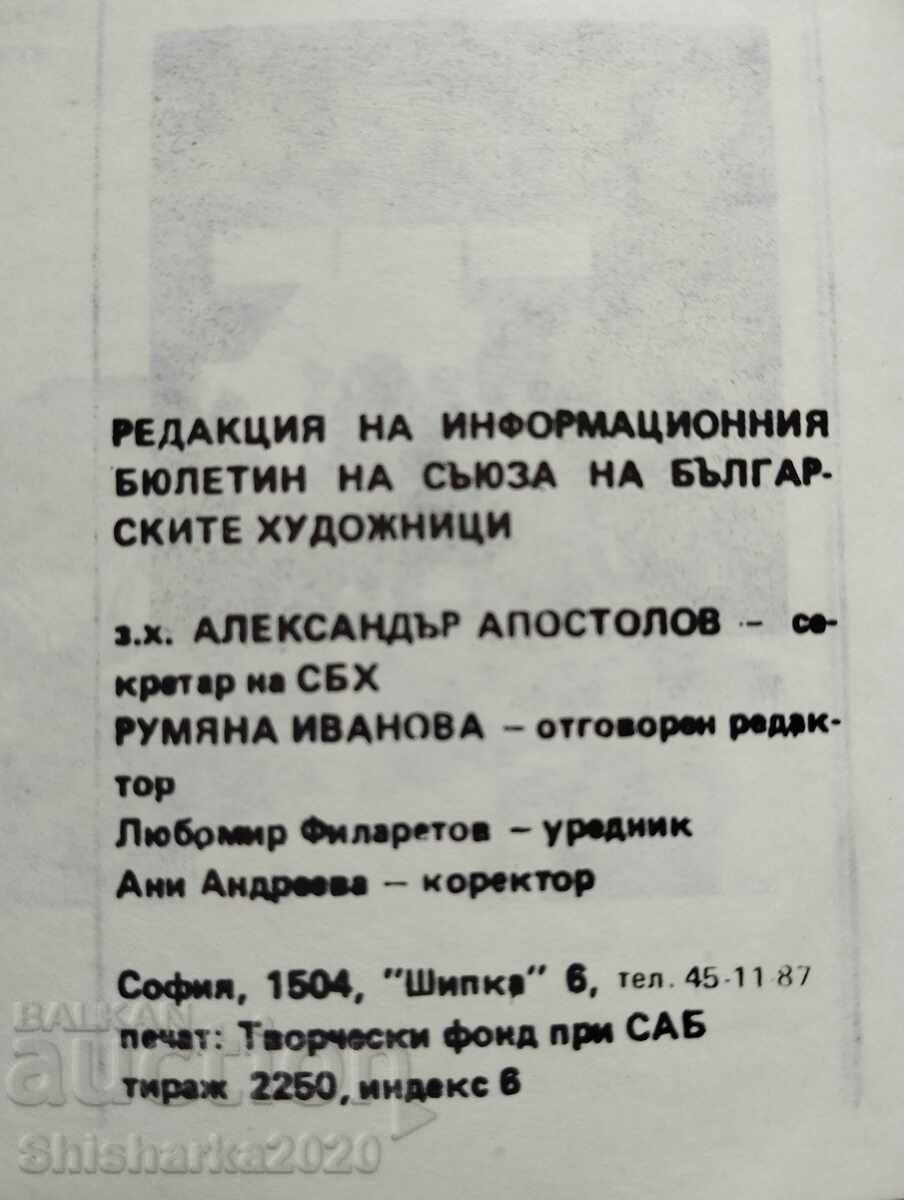 РЕДАКЦИЯ НА ИНФОРМАЦИОННИЯ
БЮЛЕТИН НА СЪЮЗА НА БЪЛГАР-
СКИТЕ ХУДОЖНИЦИ
з.х. АЛЕКСАНДЪР АПОСТОЛОВ - се-
кретар на СБХ
РУМЯНА ИВАНОВА – отговорен редак-
тор
Любомир Филаретов – уредник
Ани Андреева – коректор
София, 1504, "Шипка" 6, тел. 45-11-87
печат: Творчески фонд при САБ
тираж 2250, индекс 6
BALKAN
auction
Shisharka2020